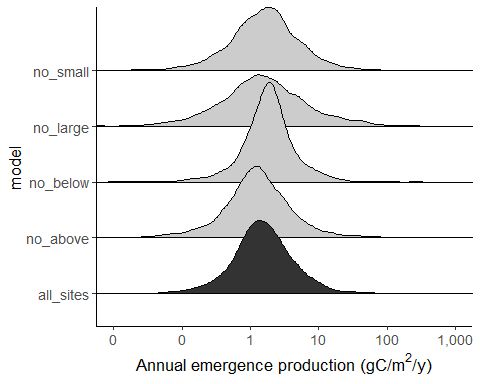 no_small
no_large
no_below
no_above
all_sites
model
0 0 1 10 100 1,000
Annual emergence production (gC/m²/y)